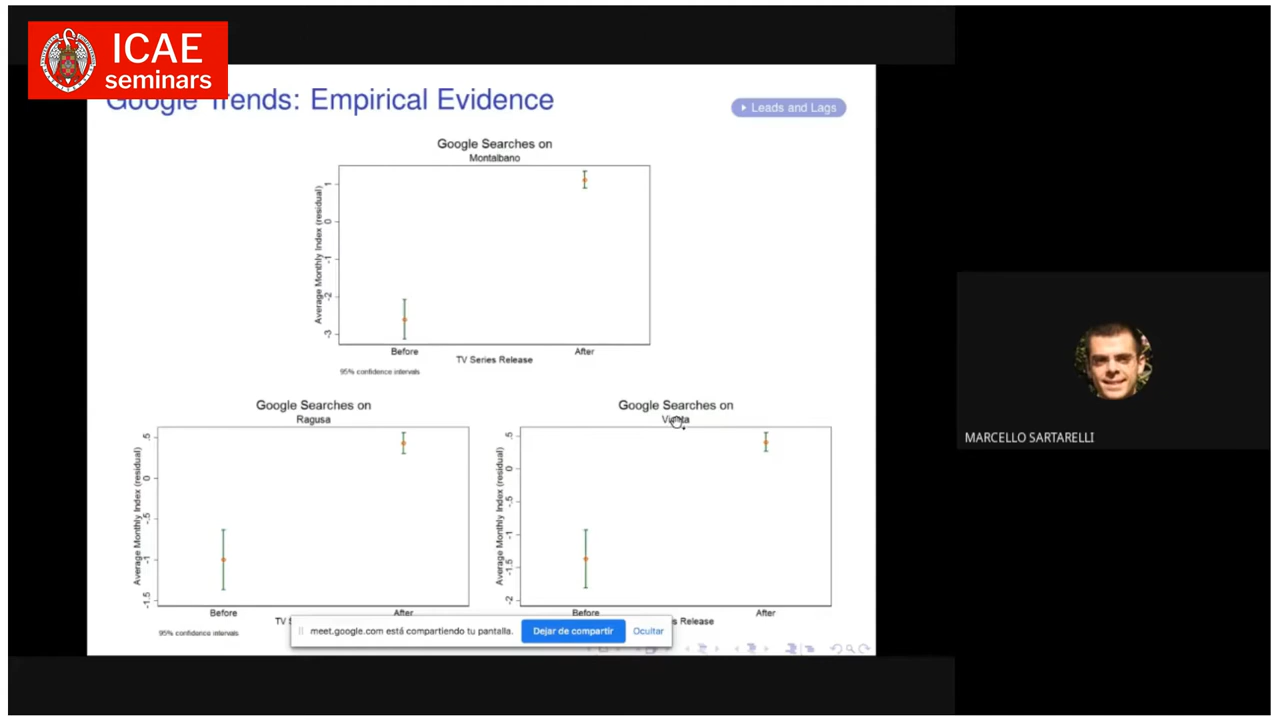 ICAE
seminars
Google Trends: Empirical Evidence
Leads and Lags
Google Searches on
Montalbano
Average Monthly Index (residual)
1
0
-1
-2
-3
Before
After
TV Series Release
95% confidence intervals
Google Searches on
Ragusa
Average Monthly Index (residual)
.5
0
-.5
-1
-1.5
Before
After
TV S
95% confidence intervals
Google Searches on
Average Monthly Index (residual)
.5
0
-.5
-1
-1.5
-2
Before
After
s Release
meet.google.com está compartiendo tu pantalla.
Dejar de compartir
Ocultar
MARCELLO SARTARELLI